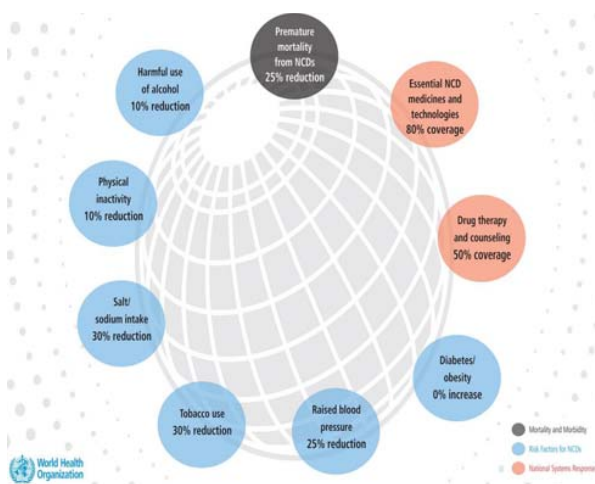 Premature
mortality
from NCDs
25% reduction
Essential NCD
medicines and
technologies
80% coverage
Drug therapy
and counseling
50% coverage
Diabetes/
obesity
0% increase
Raised blood
pressure
25% reduction
Tobacco use
30% reduction
Salt/
sodium intake
30% reduction
Physical
inactivity
10% reduction
Harmful use
of alcohol
10% reduction
Mortality and Morbidity
Risk Factors for NCDs
National Systems Response
World Health
Organization